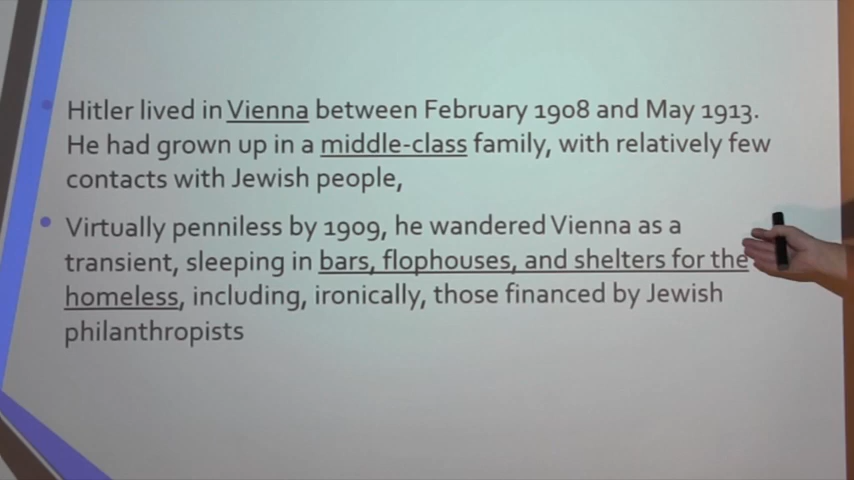 Hitler lived in Vienna between February 1908 and May 1913.
He had grown up in a middle-class family, with relatively few
contacts with Jewish people,
Virtually penniless by 1909, he wandered Vienna as a
transient, sleeping in bars, flophouses, and shelters for the
homeless, including, ironically, those financed by Jewish
philanthropists